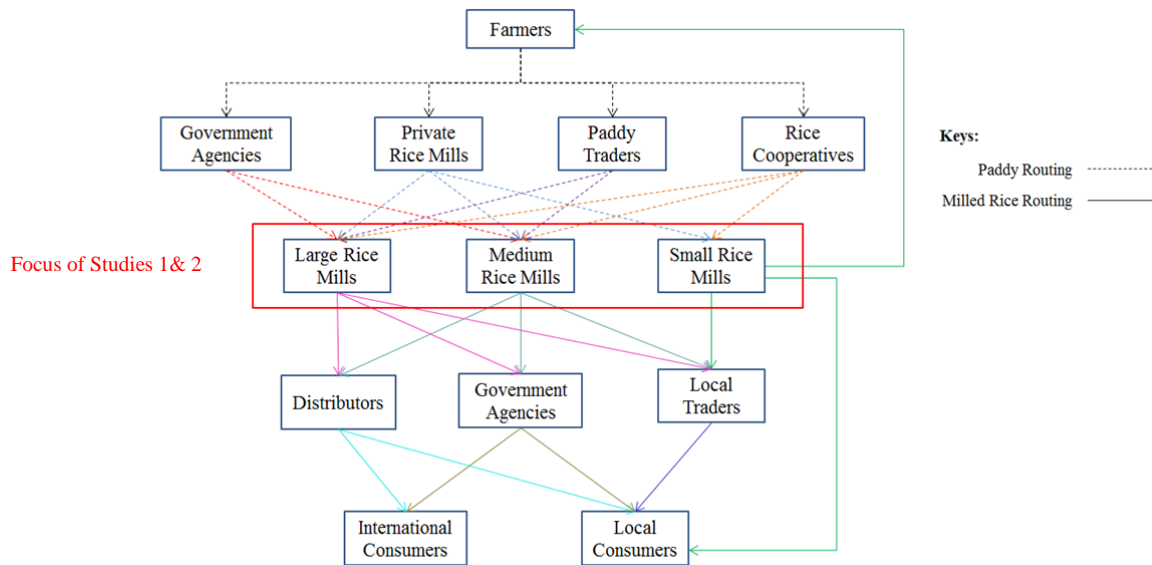 Farmers
Government
Agencies
Private
Rice Mills
Paddy
Traders
Rice
Cooperatives
Keys:
Paddy Routing
Milled Rice Routing
Focus of Studies 1& 2
Large Rice
Mills
Medium
Rice Mills
Small Rice
Mills
Distributors
Government
Agencies
Local
Traders
International
Consumers
Local
Consumers